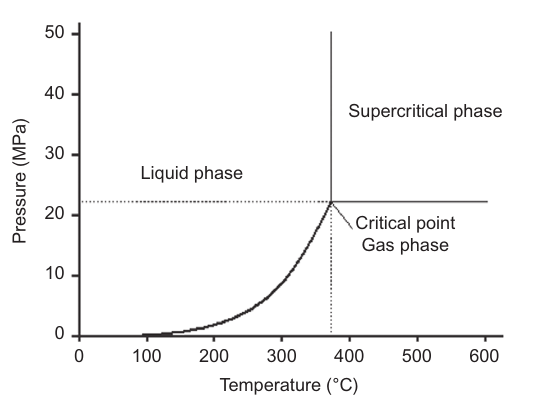 50
40
30
20
10
0
Pressure (MPa)
Supercritical phase
Liquid phase
Critical point
Gas phase
0 100 200 300 400 500 600
Temperature (°C)